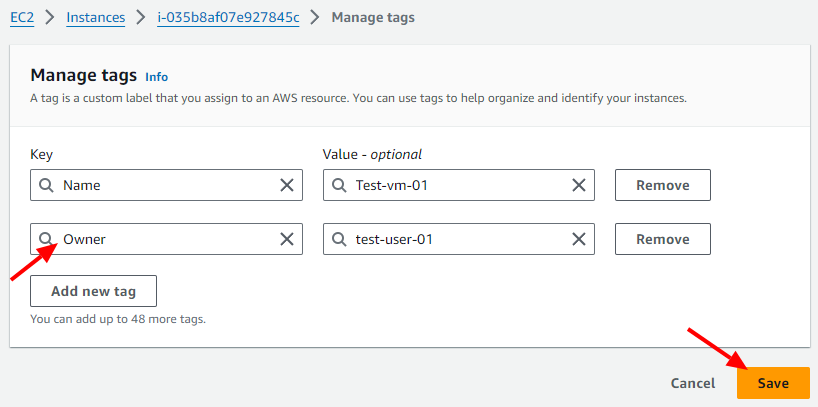 EC2 > Instances > i-035b8af07e927845c > Manage tags
Manage tags Info
A tag is a custom label that you assign to an AWS resource. You can use tags to help organize and identify your instances.
Key Value - optional
Name Test-vm-01 Remove
Owner test-user-01 Remove
Add new tag
You can add up to 48 more tags.
Cancel Save